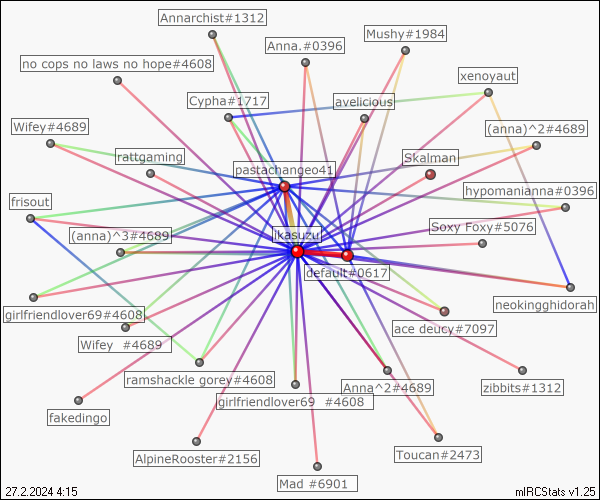 Annarchist#1312
Mushy#1984
Anna.#0396
no cops no laws no hope#4608
xenoyaut
Cypha#1717
avelicious
Wifey#4689
(anna)^2#4689
rattgaming
Skalman
pastachangeo41
hypomanianna#0396
frisout
Soxy Foxy#5076
(anna)^3#4689
jkasuzu
default#0617
neokingghidorah
girlfriendlover69#4608
ace deucy#7097
Wifey #4689
ramshackle gorey#4608
Anna^2#4689
zibbits#1312
girlfriendlover69 #4608
fakedingo
Toucan#2473
AlpineRooster#2156
Mad #6901
27.2.2024 4:15
mIRCStats v1.25